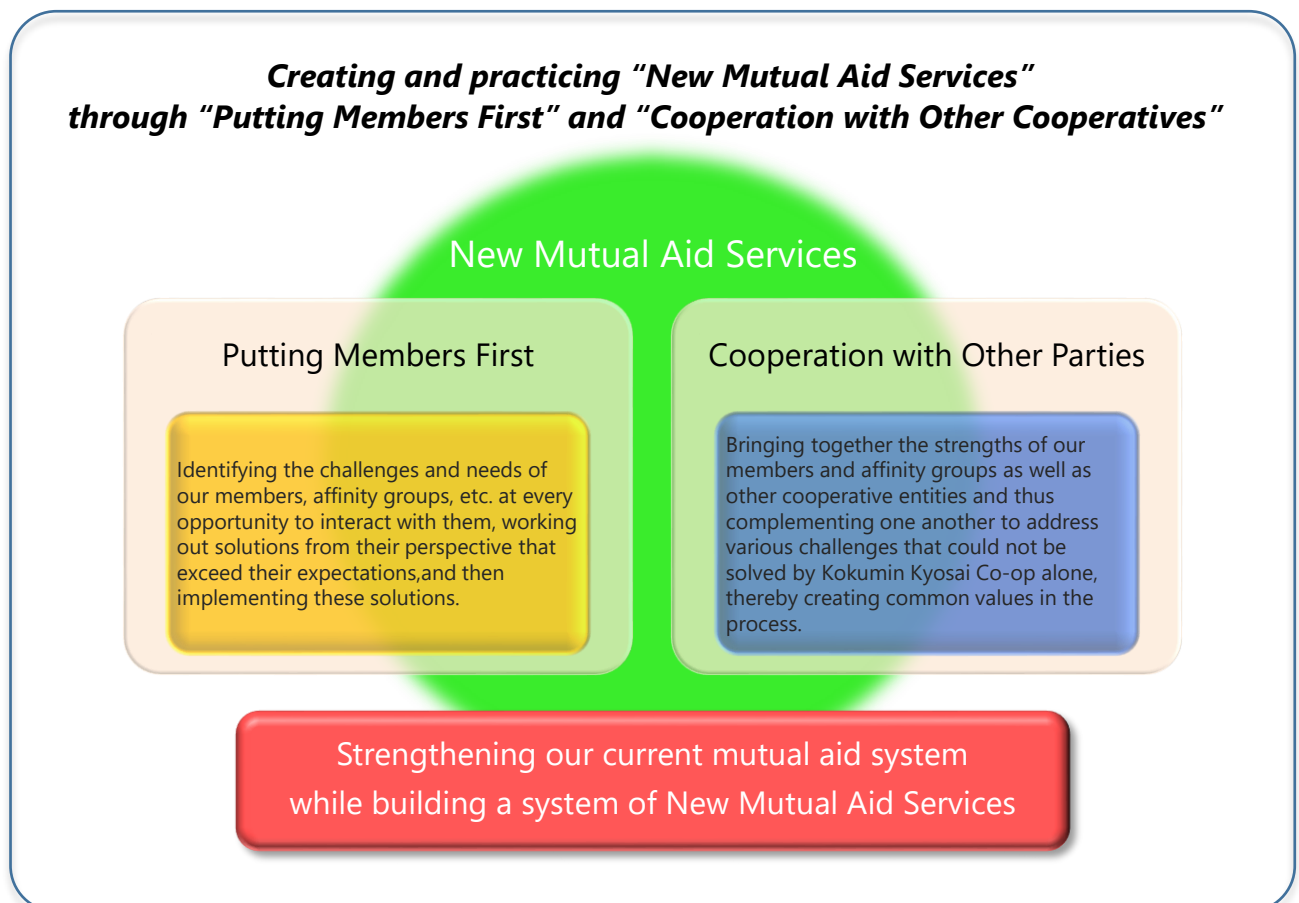 Creating and practicing “New Mutual Aid Services”
through “Putting Members First” and “Cooperation with Other Cooperatives”
New Mutual Aid Services
Putting Members First
Identifying the challenges and needs of
our members, affinity groups, etc. at every
opportunity to interact with them, working
out solutions from their perspective that
exceed their expectations,and then
implementing these solutions.
Cooperation with Other Parties
Bringing together the strengths of our
members and affinity groups as well as
other cooperative entities and thus
complementing one another to address
various challenges that could not be
solved by Kokumin Kyosai Co-op alone,
thereby creating common values in the
process.
Strengthening our current mutual aid system
while building a system of New Mutual Aid Services